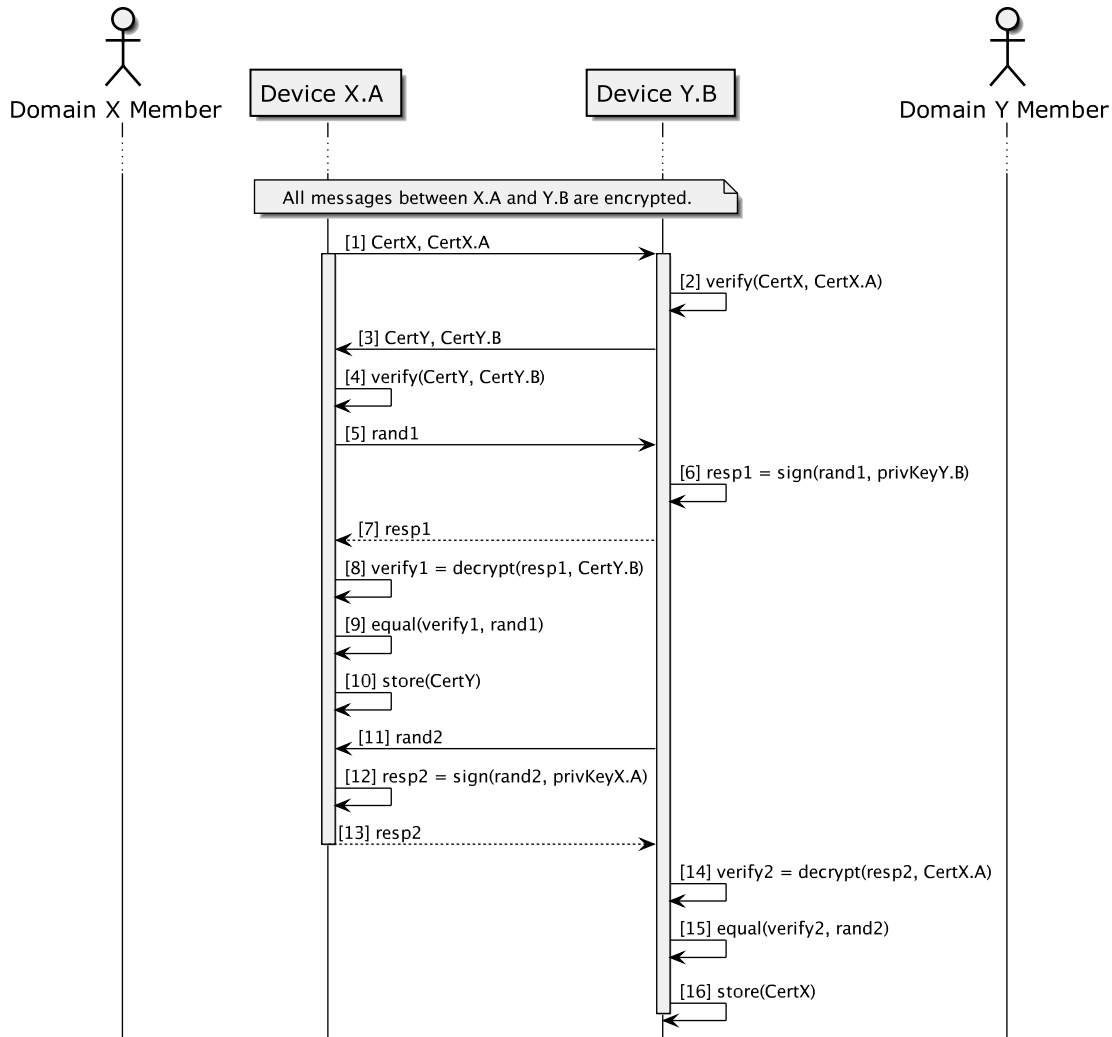 Domain X Member
Device X.A
Device Y.B
Domain Y Member
All messages between X.A and Y.B are encrypted.
[1] CertX, CertX.A
[2] verify(CertX, CertX.A)
[3] CertY, CertY.B
[4] verify(CertY, CertY.B)
[5] rand1
[6] resp1 = sign(rand1, privKeyY.B)
[7] resp1
[8] verify1 = decrypt(resp1, CertY.B)
[9] equal(verify1, rand1)
[10] store(CertY)
[11] rand2
[12] resp2 = sign(rand2, privKeyX.A)
[13] resp2
[14] verify2 = decrypt(resp2, CertX.A)
[15] equal(verify2, rand2)
[16] store(CertX)